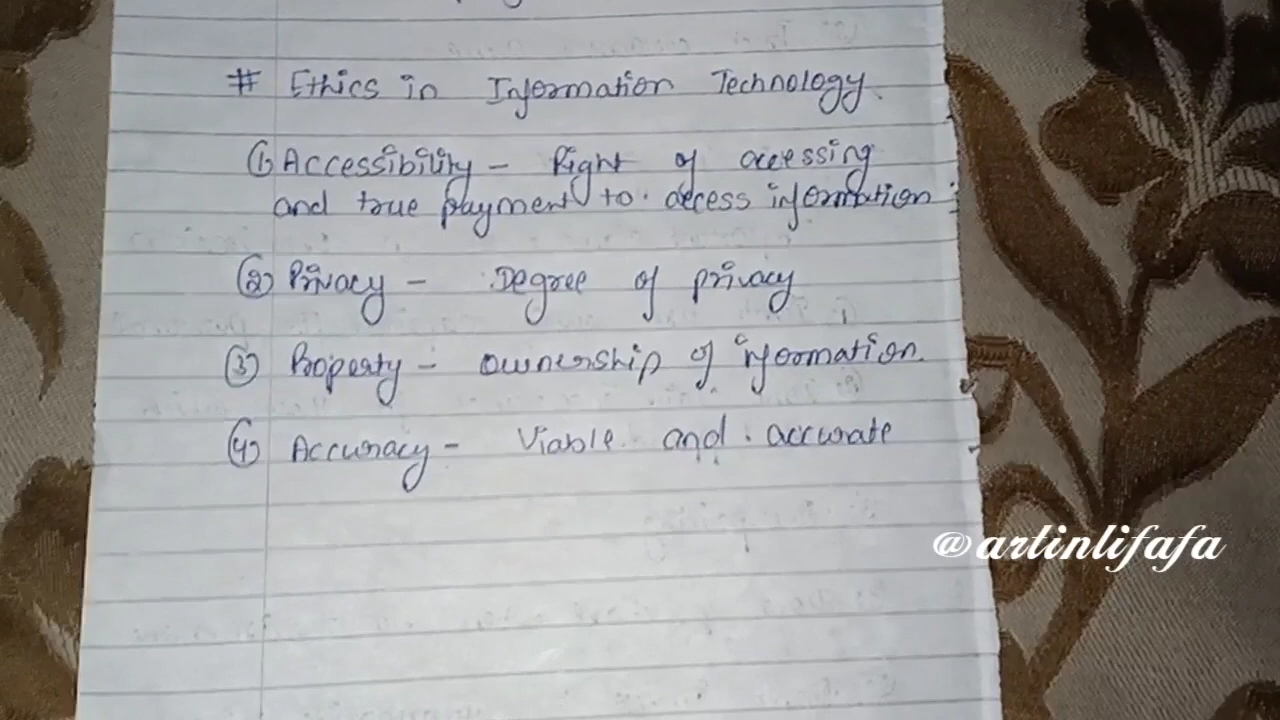 # Ethics in Information Technology.
(1) Accessibility - Right of accessing
and true payment to access information
(2) Privacy - Degree of privacy
(3) Property - ownership of information.
(4) Accuracy - Viable and accurate
@artinlifafa